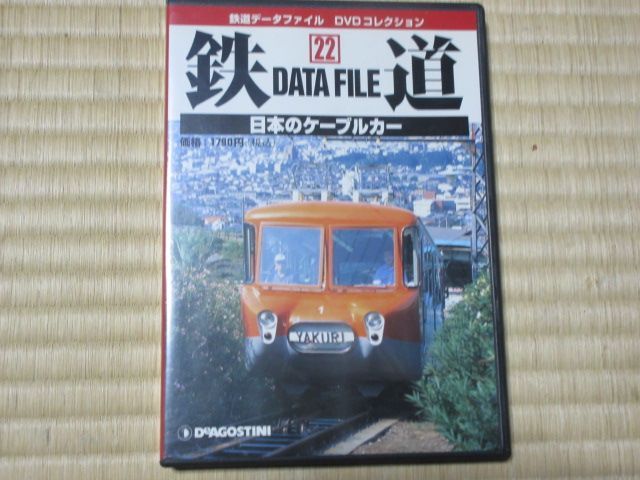 鉄道データファイル DVDコレクション
22
鉄 DATA FILE 道
日本のケーブルカー
価格:1790円(税込)
1
YAKURI
DeAGOSTINI